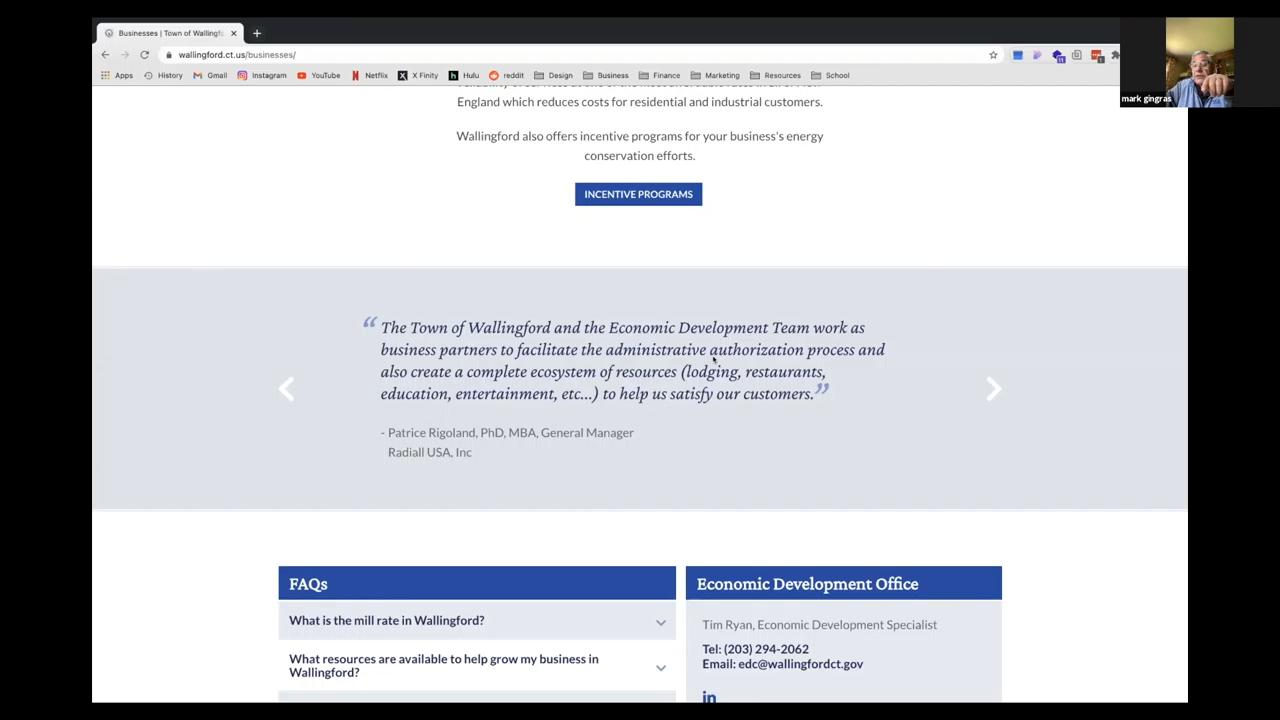 Businesses | Town of Wallingf
wallingford.ct.us/businesses/
Apps History Gmail Instagram YouTube Netflix X Finity Hulu reddit Design Business Finance Marketing Resources School
mark gingras
England which reduces costs for residential and industrial customers.
Wallingford also offers incentive programs for your business's energy
conservation efforts.
INCENTIVE PROGRAMS
“ The Town of Wallingford and the Economic Development Team work as
business partners to facilitate the administrative authorization process and
also create a complete ecosystem of resources (lodging, restaurants,
education, entertainment, etc...) to help us satisfy our customers.”
- Patrice Rigoland, PhD, MBA, General Manager
Radiall USA, Inc
FAQs
What is the mill rate in Wallingford?
What resources are available to help grow my business in
Wallingford?
Economic Development Office
Tim Ryan, Economic Development Specialist
Tel: (203) 294-2062
Email: edc@wallingfordct.gov
in